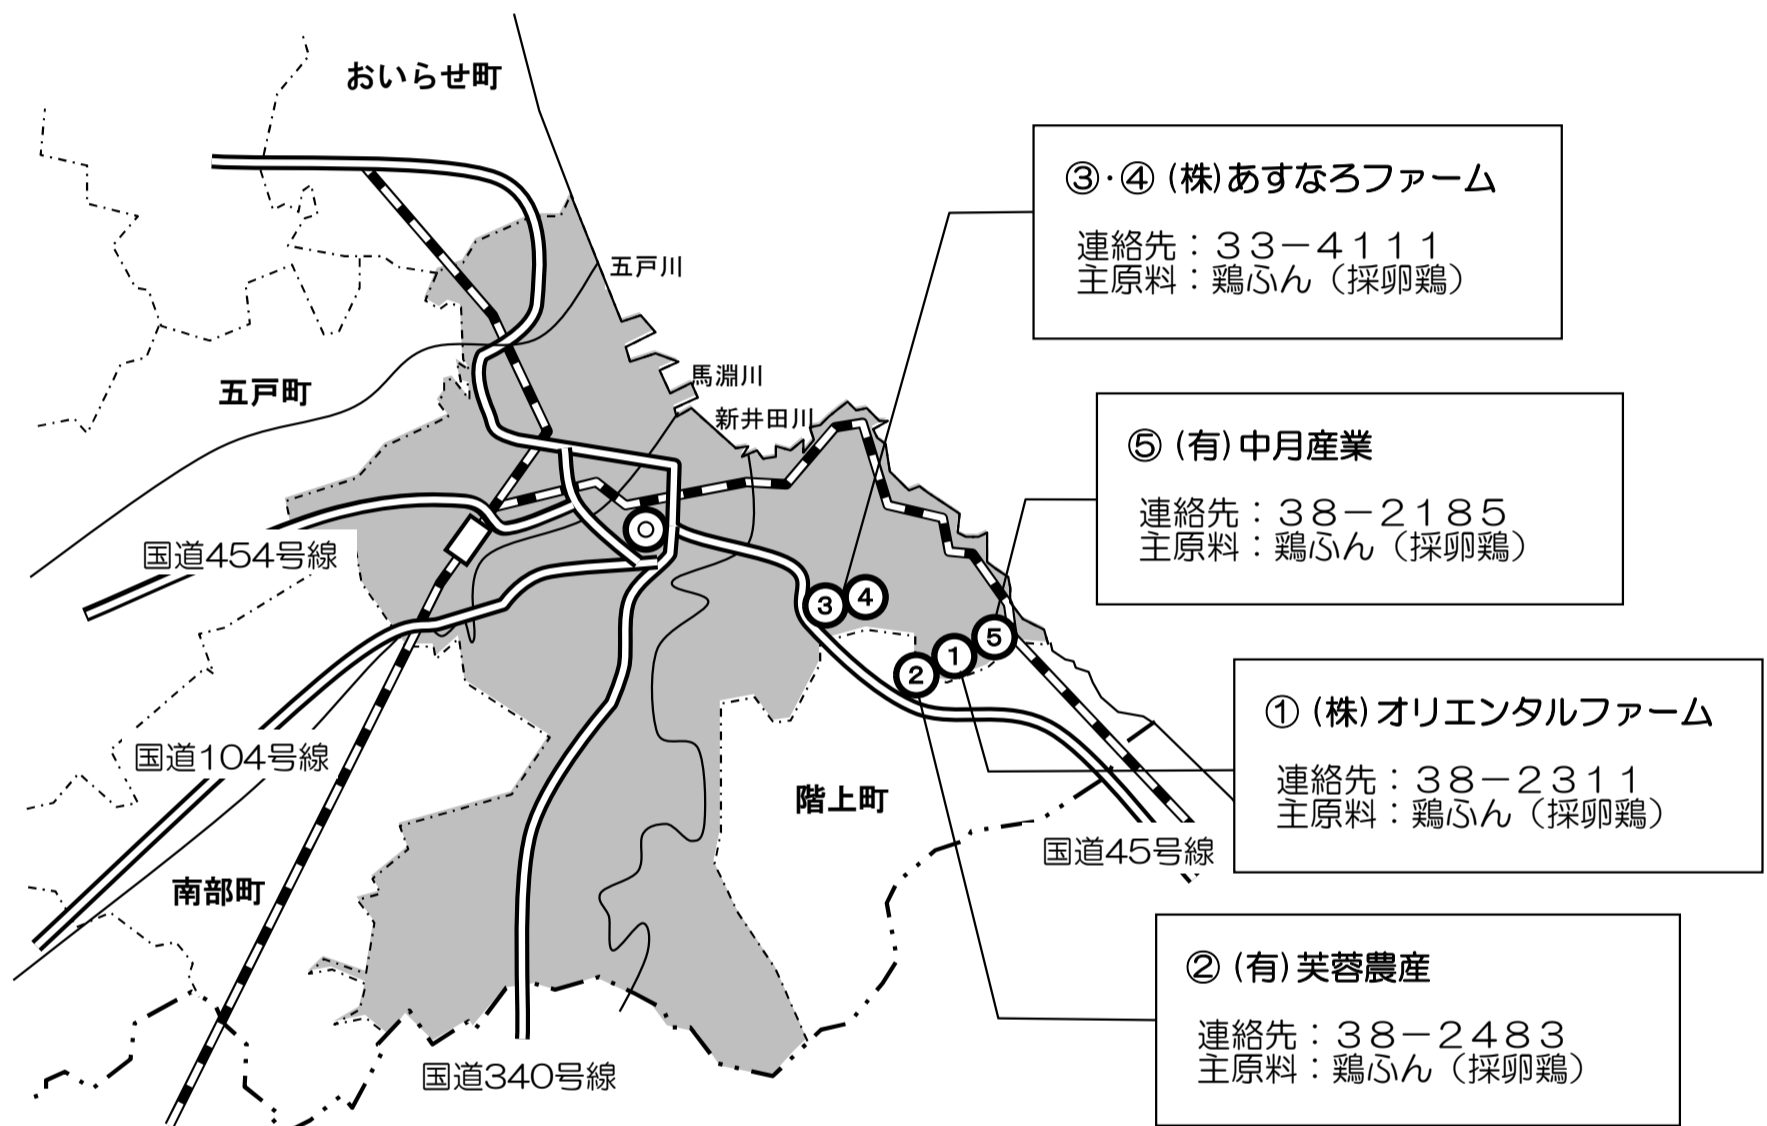 おいらせ町
③・④ (株)あすなろファーム
連絡先：３３－４１１１
主原料：鶏ふん（採卵鶏）
五戸川
馬淵川
五戸町
新井田川
⑤ (有)中月産業
連絡先：３８－２１８５
主原料：鶏ふん（採卵鶏）
国道454号線
◎
③
④
⑤
①
②
① (株)オリエンタルファーム
連絡先：３８－２３１１
主原料：鶏ふん（採卵鶏）
国道104号線
階上町
国道45号線
南部町
② (有)芙蓉農産
連絡先：３８－２４８３
主原料：鶏ふん（採卵鶏）
国道340号線